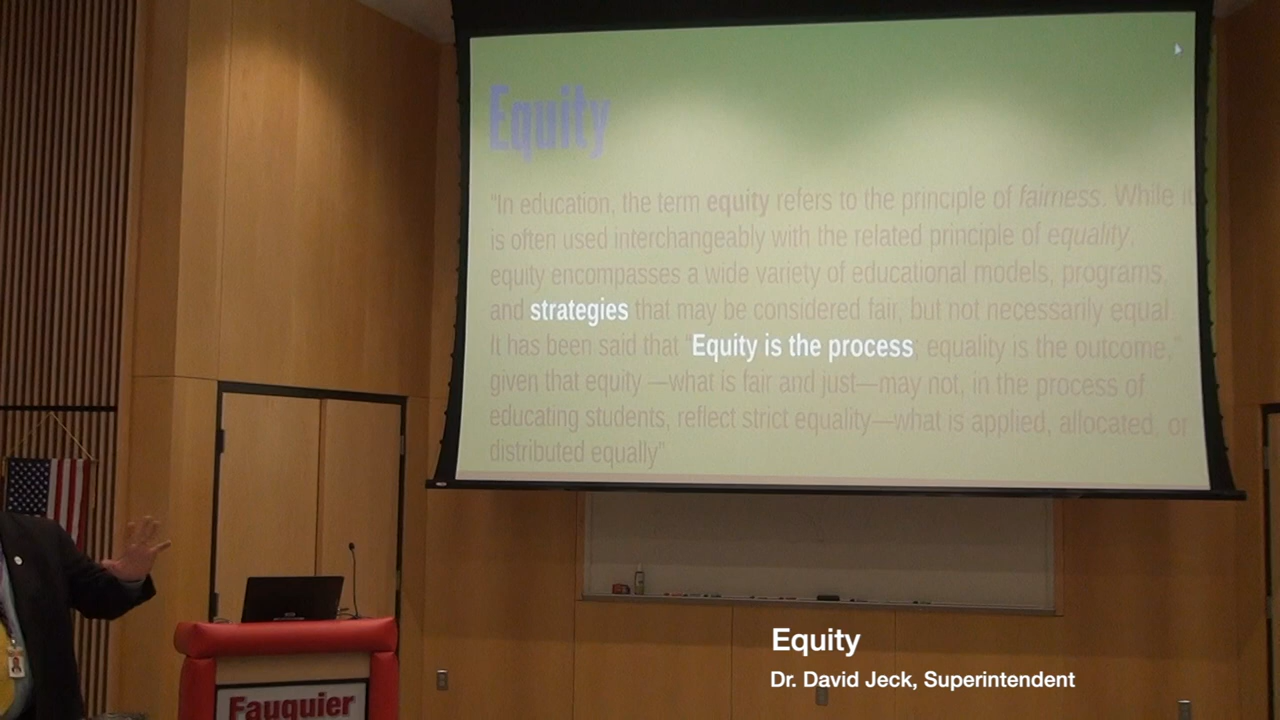 Equity
"In education, the term equity refers to the principle of fairness. While it
is often used interchangeably with the related principle of equality,
equity encompasses a wide variety of educational models, programs,
and strategies that may be considered fair, but not necessarily equal.
It has been said that "Equity is the process; equality is the outcome,"
given that equity —what is fair and just—may not, in the process of
educating students, reflect strict equality—what is applied, allocated, or
distributed equally"
Equity
Dr. David Jeck, Superintendent
Fauquier